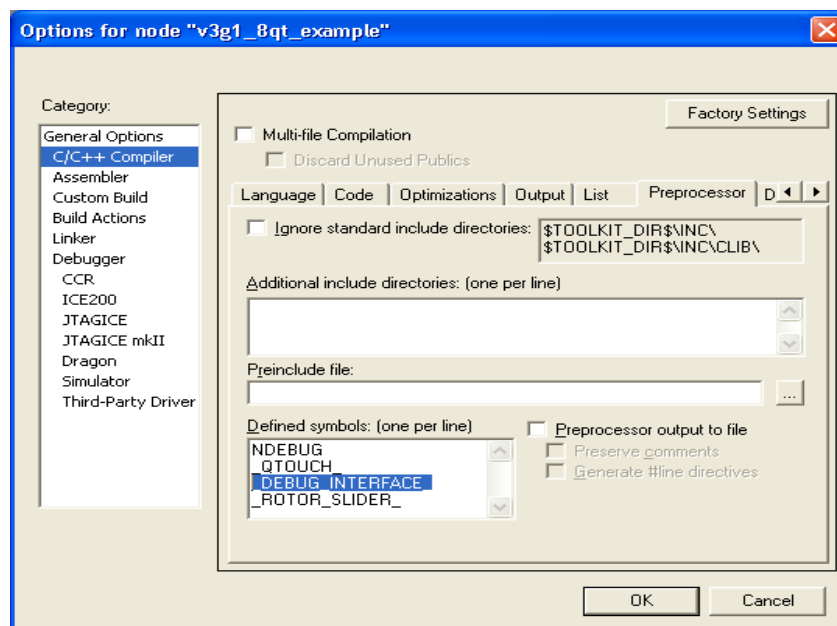 Options for node "v3g1_8qt_example"
Category:
General Options
C/C++ Compiler
Assembler
Custom Build
Build Actions
Linker
Debugger
CCR
ICE200
JTAGICE
JTAGICE mkII
Dragon
Simulator
Third-Party Driver
Factory Settings
Multi-file Compilation
Discard Unused Publics
Language Code Optimizations Output List Preprocessor D
Ignore standard include directories: $TOOLKIT_DIR$\INC\
$TOOLKIT_DIR$\INC\CLIB\
Additional include directories: (one per line)
Preinclude file:
...
Defined symbols: (one per line)
NDEBUG
_QTOUCH_
_DEBUG_INTERFACE_
_ROTOR_SLIDER_
Preprocessor output to file
Preserve comments
Generate #line directives
OK Cancel